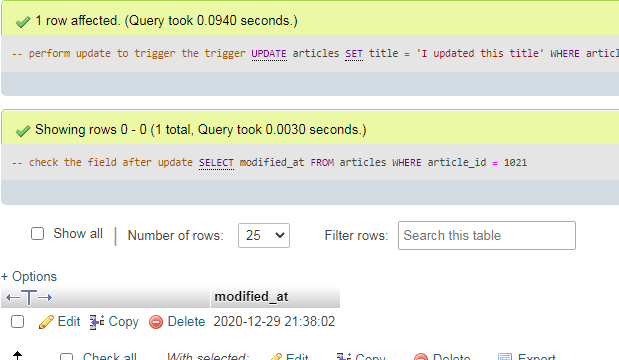 1 row affected. (Query took 0.0940 seconds.)
-- perform update to trigger the trigger UPDATE articles SET title = 'I updated this title' WHERE articl
Showing rows 0 - 0 (1 total, Query took 0.0030 seconds.)
-- check the field after update SELECT modified_at FROM articles WHERE article_id = 1021
Show all | Number of rows: 25 Filter rows: Search this table
+ Options
←T→ modified_at
Edit Copy Delete 2020-12-29 21:38:02
Check all With selected: Edit Copy Delete Export